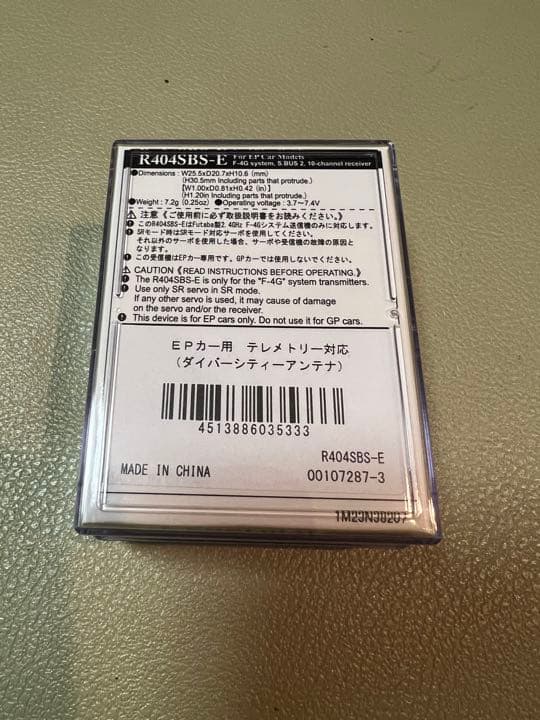 R404SBS-E For EP Car Models
F-4G system, S.BUS 2, 10-channel receiver
●Dimensions : W25.5xD20.7xH10.6 (mm)
(H30.5mm Including parts that protrude.)
[W1.00xD0.81xH0.42 (in)]
(H1.20in Including parts that protrude.)
●Weight : 7.2g (0.25oz) ●Operating voltage : 3.7～7.4V
⚠ 注意《ご使用前に必ず取扱説明書をお読みください。》
このR404SBS-EはFutaba製2.4GHz F-4Gシステム送信機のみに対応します。
SRモード時はSRモード対応サーボを使用してください。
それ以外のサーボを使用した場合、サーボや受信機の故障の原因と
なります。
この受信機はEPカー専用です。GPカーでは使用しないでください。
⚠ CAUTION《READ INSTRUCTIONS BEFORE OPERATING.》
The R404SBS-E is only for the "F-4G" system transmitters.
Use only SR servo in SR mode.
If any other servo is used, it may cause of damage
on the servo and/or the receiver.
This device is for EP cars only. Do not use it for GP cars.
EPカー用 テレメトリー対応
(ダイバーシティーアンテナ)
4513886035333
R404SBS-E
MADE IN CHINA 00107287-3
1M23N38207